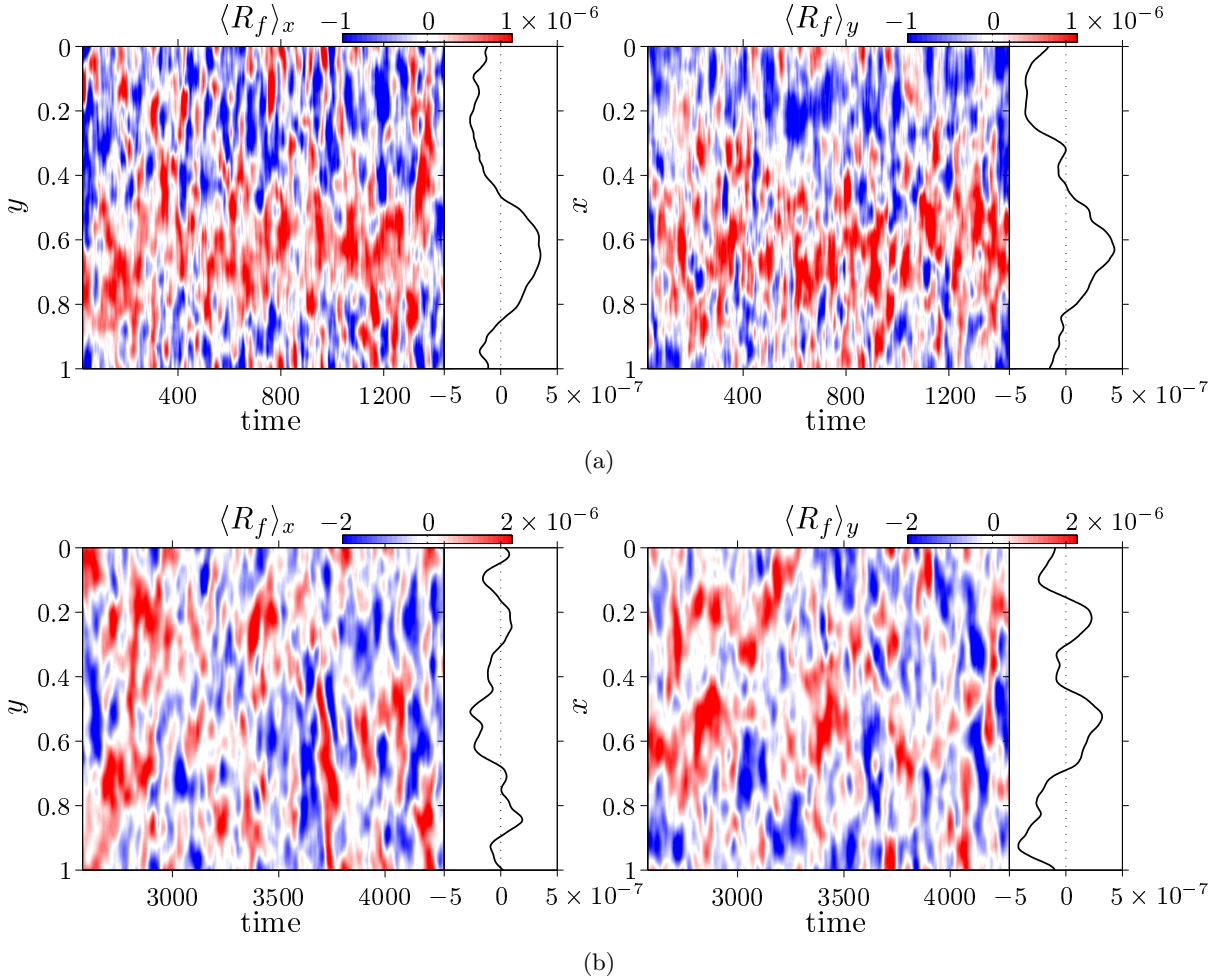 ⟨R_f⟩_x −1 0 1 × 10⁻⁶ ⟨R_f⟩_y −1 0 1 × 10⁻⁶
0 0
0.2 0.2
0.4 0.4
y x
0.6 0.6
0.8 0.8
1 1
400 800 1200 −5 0 5 × 10⁻⁷ 400 800 1200 −5 0 5 × 10⁻⁷
time time
(a)
⟨R_f⟩_x −2 0 2 × 10⁻⁶ ⟨R_f⟩_y −2 0 2 × 10⁻⁶
0 0
0.2 0.2
0.4 0.4
y x
0.6 0.6
0.8 0.8
1 1
3000 3500 4000 −5 0 5 × 10⁻⁷ 3000 3500 4000 −5 0 5 × 10⁻⁷
time time
(b)